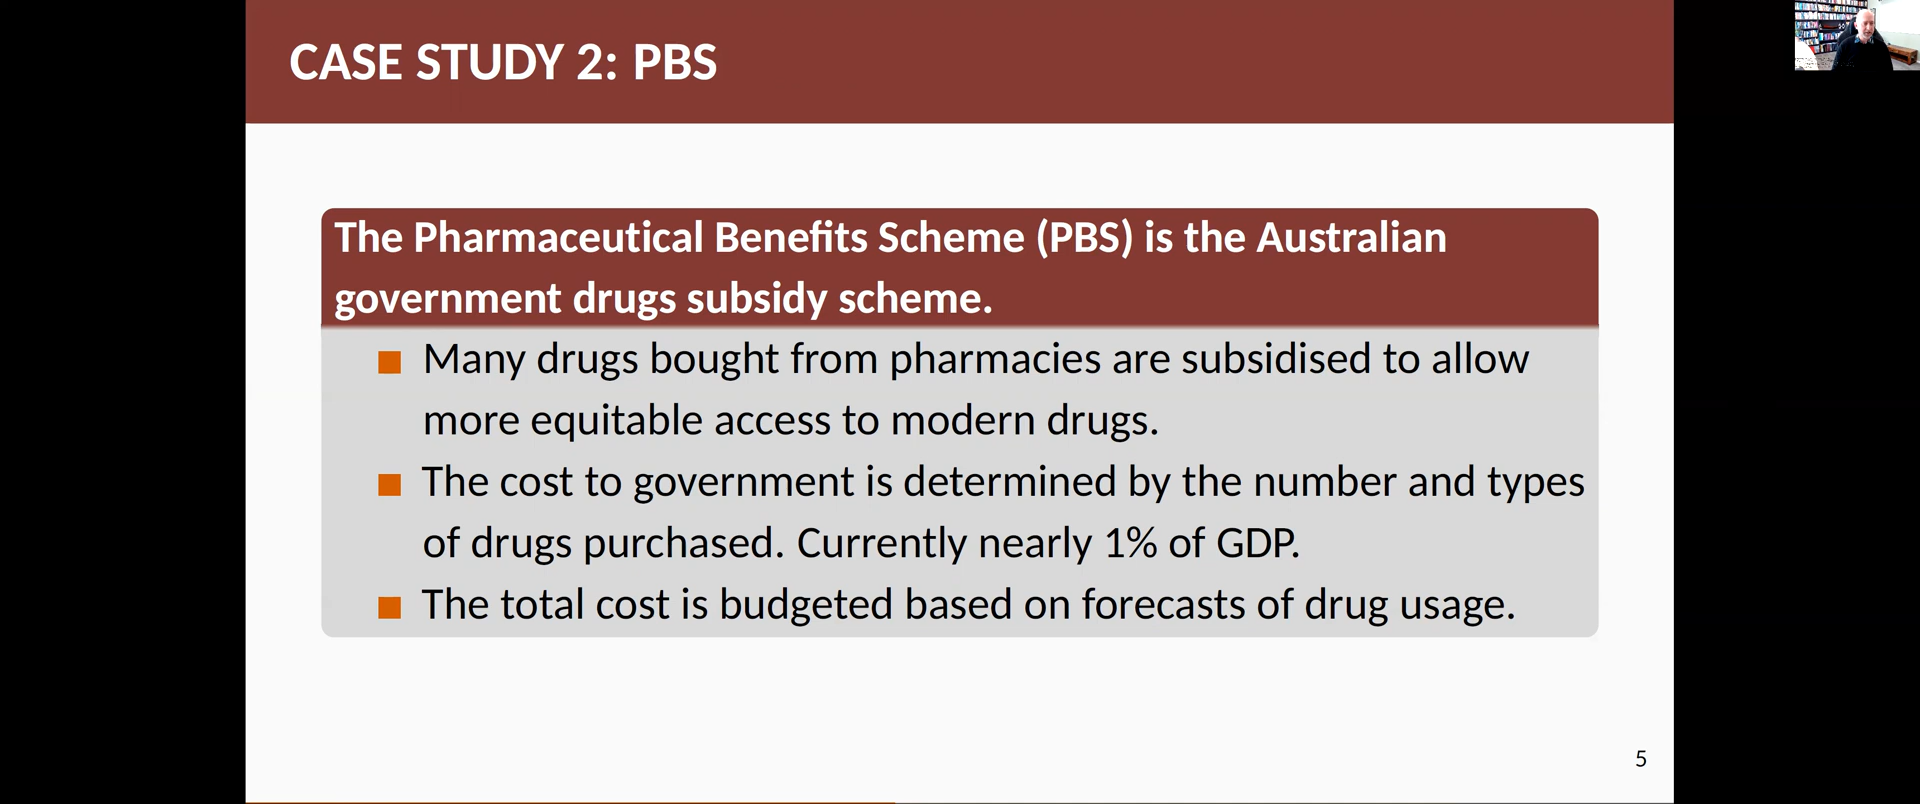 CASE STUDY 2: PBS
The Pharmaceutical Benefits Scheme (PBS) is the Australian
government drugs subsidy scheme.
Many drugs bought from pharmacies are subsidised to allow
more equitable access to modern drugs.
The cost to government is determined by the number and types
of drugs purchased. Currently nearly 1% of GDP.
The total cost is budgeted based on forecasts of drug usage.
5